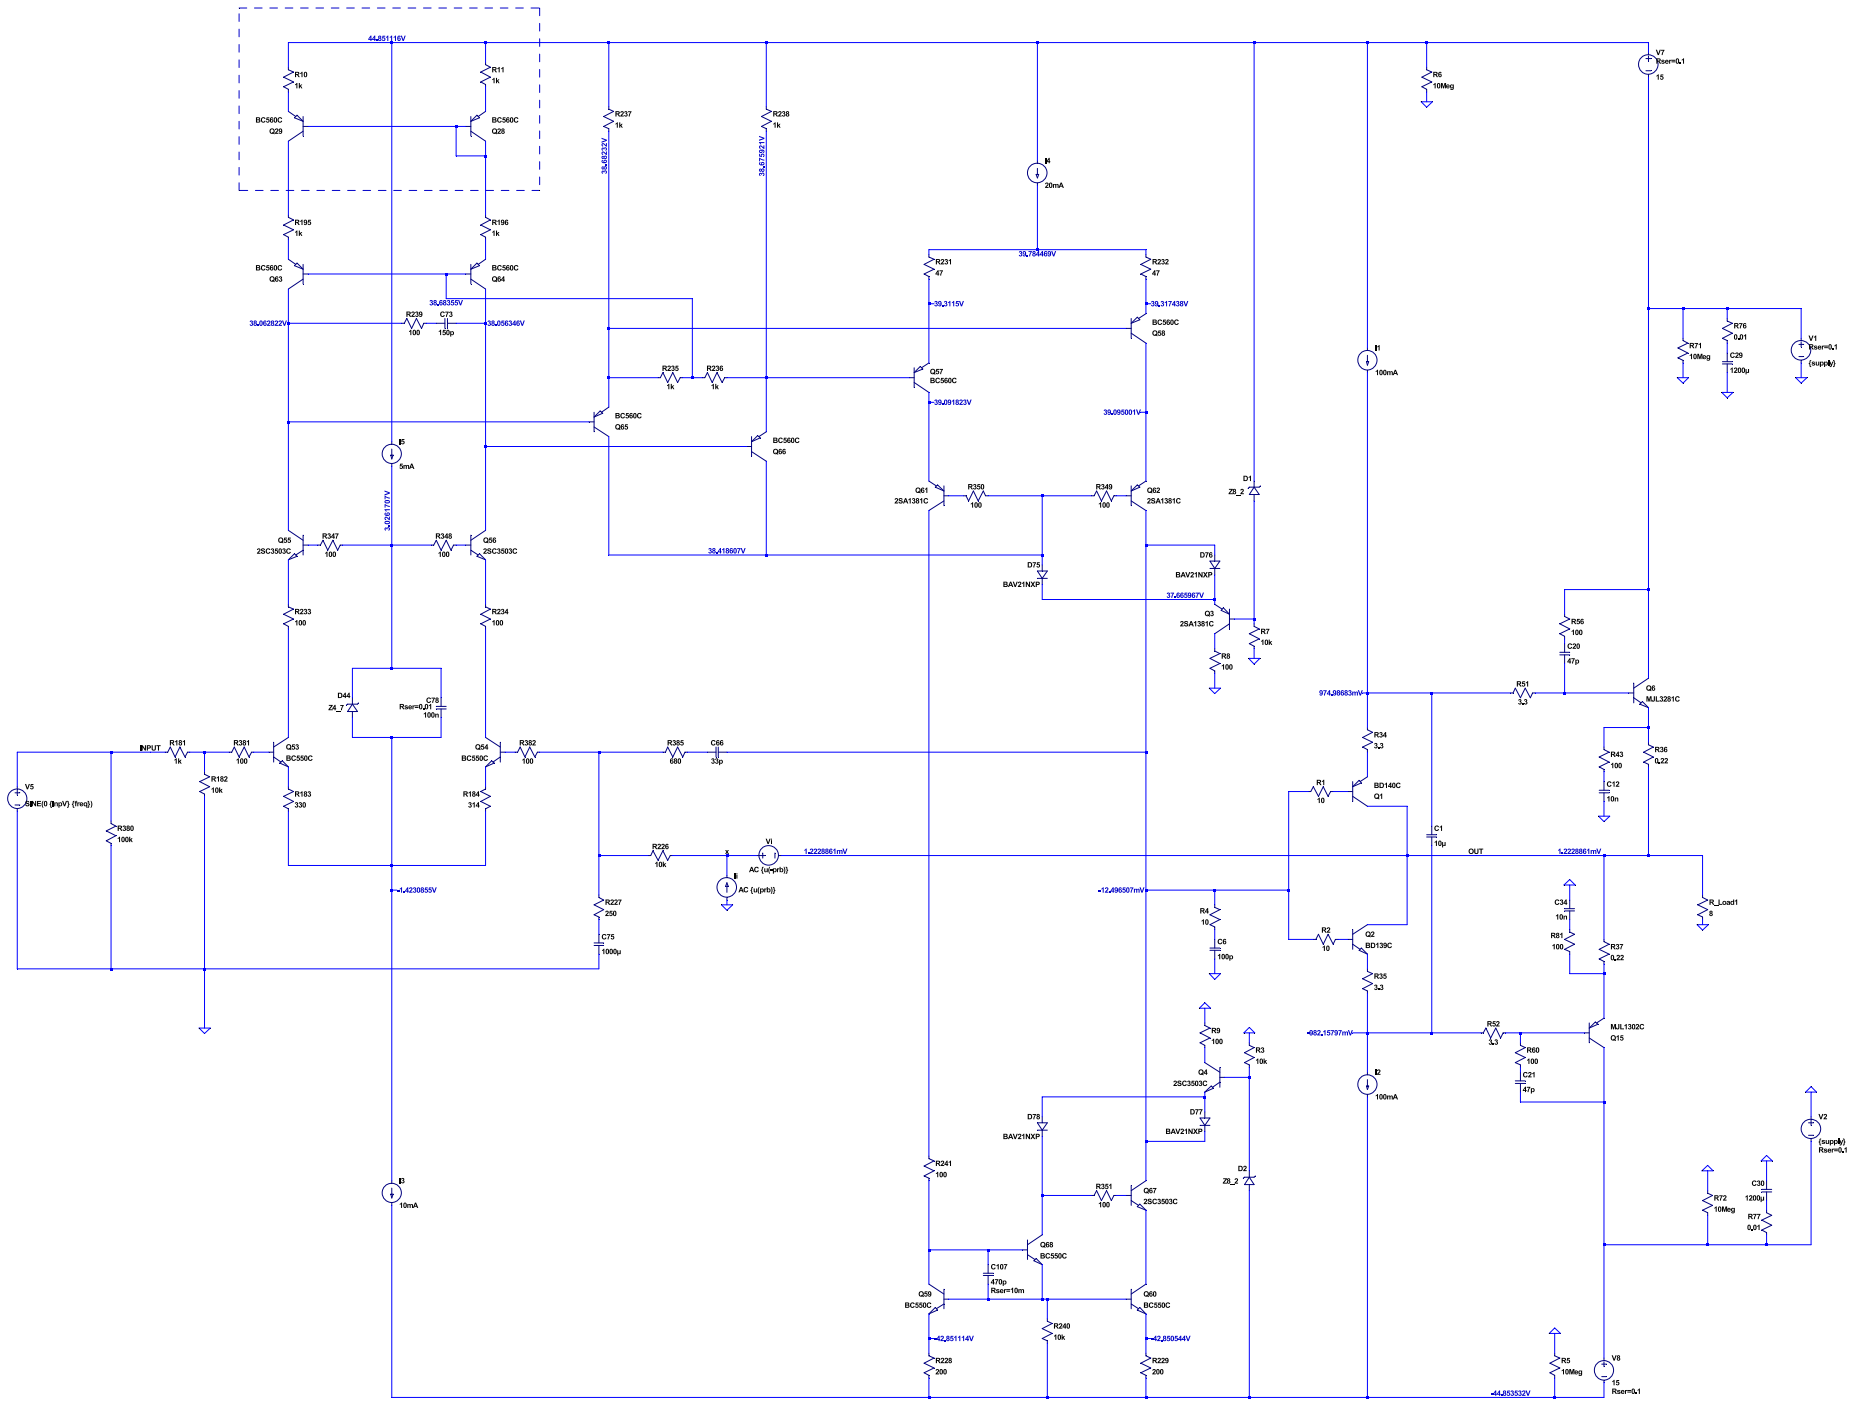 44.851116V
R10
1k
R11
1k
BC560C
Q29
BC560C
Q28
R195
1k
R196
1k
BC560C
Q63
BC560C
Q64
38.68355V
38.062822V
R239
100
C73
150p
38.056346V
R237
1k
R238
1k
38.68232V
38.675921V
R235
1k
R236
1k
BC560C
Q65
BC560C
Q66
I4
20mA
39.784469V
R231
47
R232
47
39.3115V
39.317438V
BC560C
Q58
Q57
BC560C
39.091823V
39.095001V
Q61
2SA1381C
R350
100
R349
100
Q62
2SA1381C
D1
Z8_2
38.418607V
D75
BAV21NXP
D76
BAV21NXP
37.665967V
Q3
2SA1381C
R7
10k
R8
100
I5
5mA
3.0261707V
Q55
2SC3503C
R347
100
R348
100
Q56
2SC3503C
R233
100
R234
100
D44
Z4_7
C78
Rser=0.01
100n
INPUT
R181
1k
R381
100
Q53
BC550C
Q54
BC550C
R382
100
R385
680
C66
33p
R182
10k
R183
330
R184
314
V5
SINE(0 {InpV} {freq})
R380
100k
R226
10k
x
Vi
AC {u(-prb)}
Ii
AC {u(prb)}
1.2228861mV
-1.4230855V
R227
250
C75
1000µ
I3
10mA
I1
100mA
R6
10Meg
V7
Rser=0.1
15
R71
10Meg
R76
0.01
C29
1200µ
V1
Rser=0.1
{supply}
R56
100
C20
47p
974.98683mV
R51
3.3
Q6
MJL3281C
R34
3.3
R43
100
R36
0.22
C12
10n
R1
10
BD140C
Q1
C1
10µ
OUT
1.2228861mV
-12.496507mV
R4
10
C6
100p
R2
10
Q2
BD139C
R35
3.3
C34
10n
R81
100
R37
0.22
R_Load1
8
-982.15797mV
R52
3.3
MJL1302C
Q15
R60
100
C21
47p
I2
100mA
R9
100
R3
10k
Q4
2SC3503C
D78
BAV21NXP
D77
BAV21NXP
D2
Z8_2
R241
100
R351
100
Q67
2SC3503C
Q68
BC550C
C107
470p
Rser=10m
Q59
BC550C
Q60
BC550C
R240
10k
-42.851114V
-42.850544V
R228
200
R229
200
V2
{supply}
Rser=0.1
R72
10Meg
C30
1200µ
R77
0.01
R5
10Meg
V8
15
Rser=0.1
-44.853532V